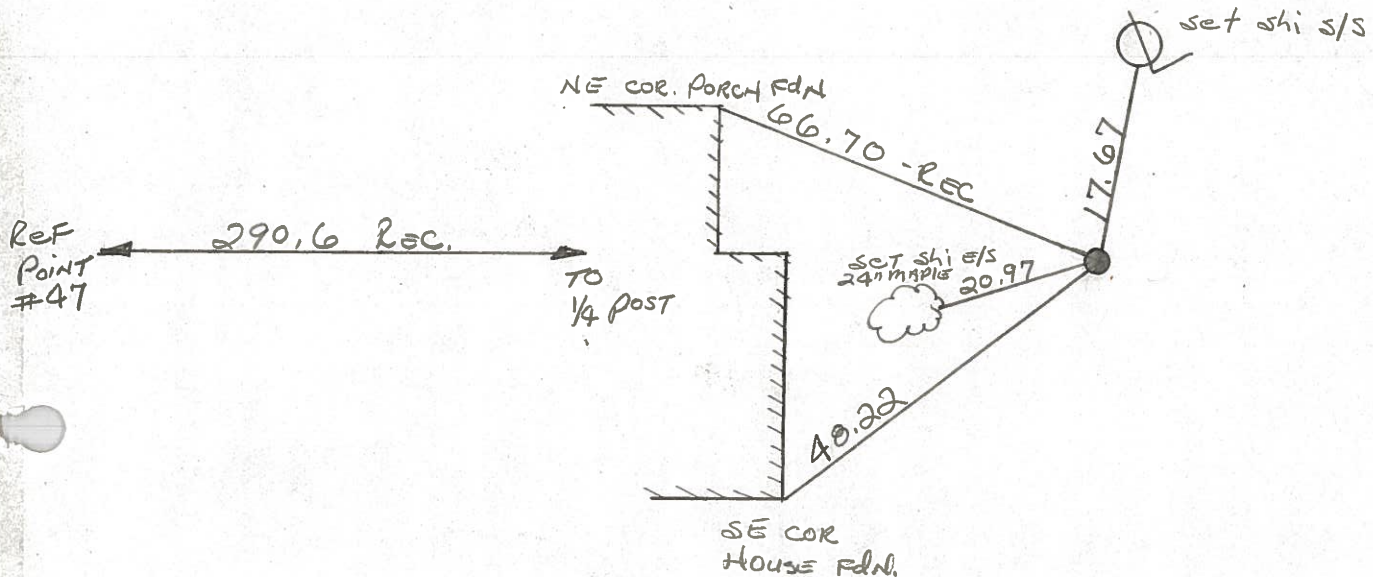 set shi s/s
NE COR. PORCH FdN
66.70 - REC
17.67
REF
POINT
#47
290.6 REC.
TO
1/4 POST
SET Shi E/S
24" MAPLE 20.97
48.22
SE COR
HOUSE FdN.